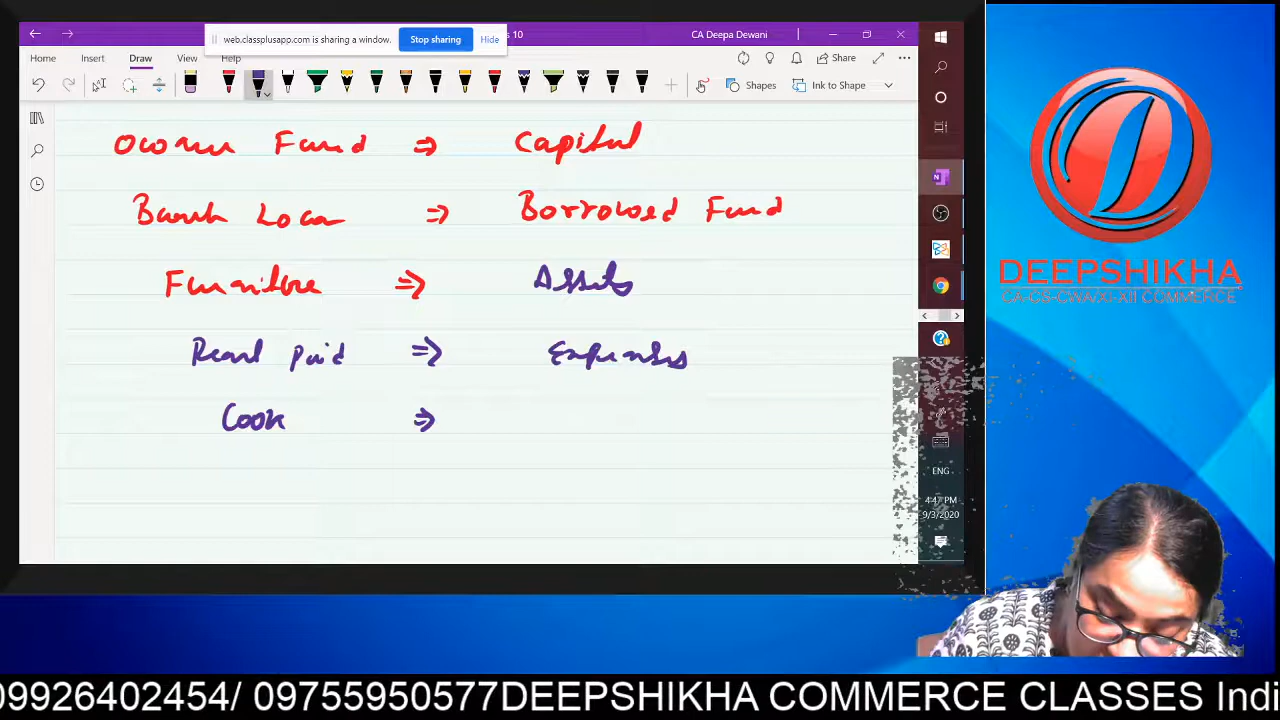 web.classplusapp.com is sharing a window. Stop sharing Hide
s 10
CA Deepa Dewani
Home Insert Draw View Help Share
Shapes Ink to Shape
Owner Fund ⇒ Capital
Bank Loan ⇒ Borrowed Fund
Furniture ⇒ Assets
Rent paid ⇒ Expenses
Cook ⇒
ENG
4:47 PM
9/3/2020
DEEPSHIKHA
CA-CS-CWA/XI-XII COMMERCE
09926402454/ 09755950577DEEPSHIKHA COMMERCE CLASSES Indi